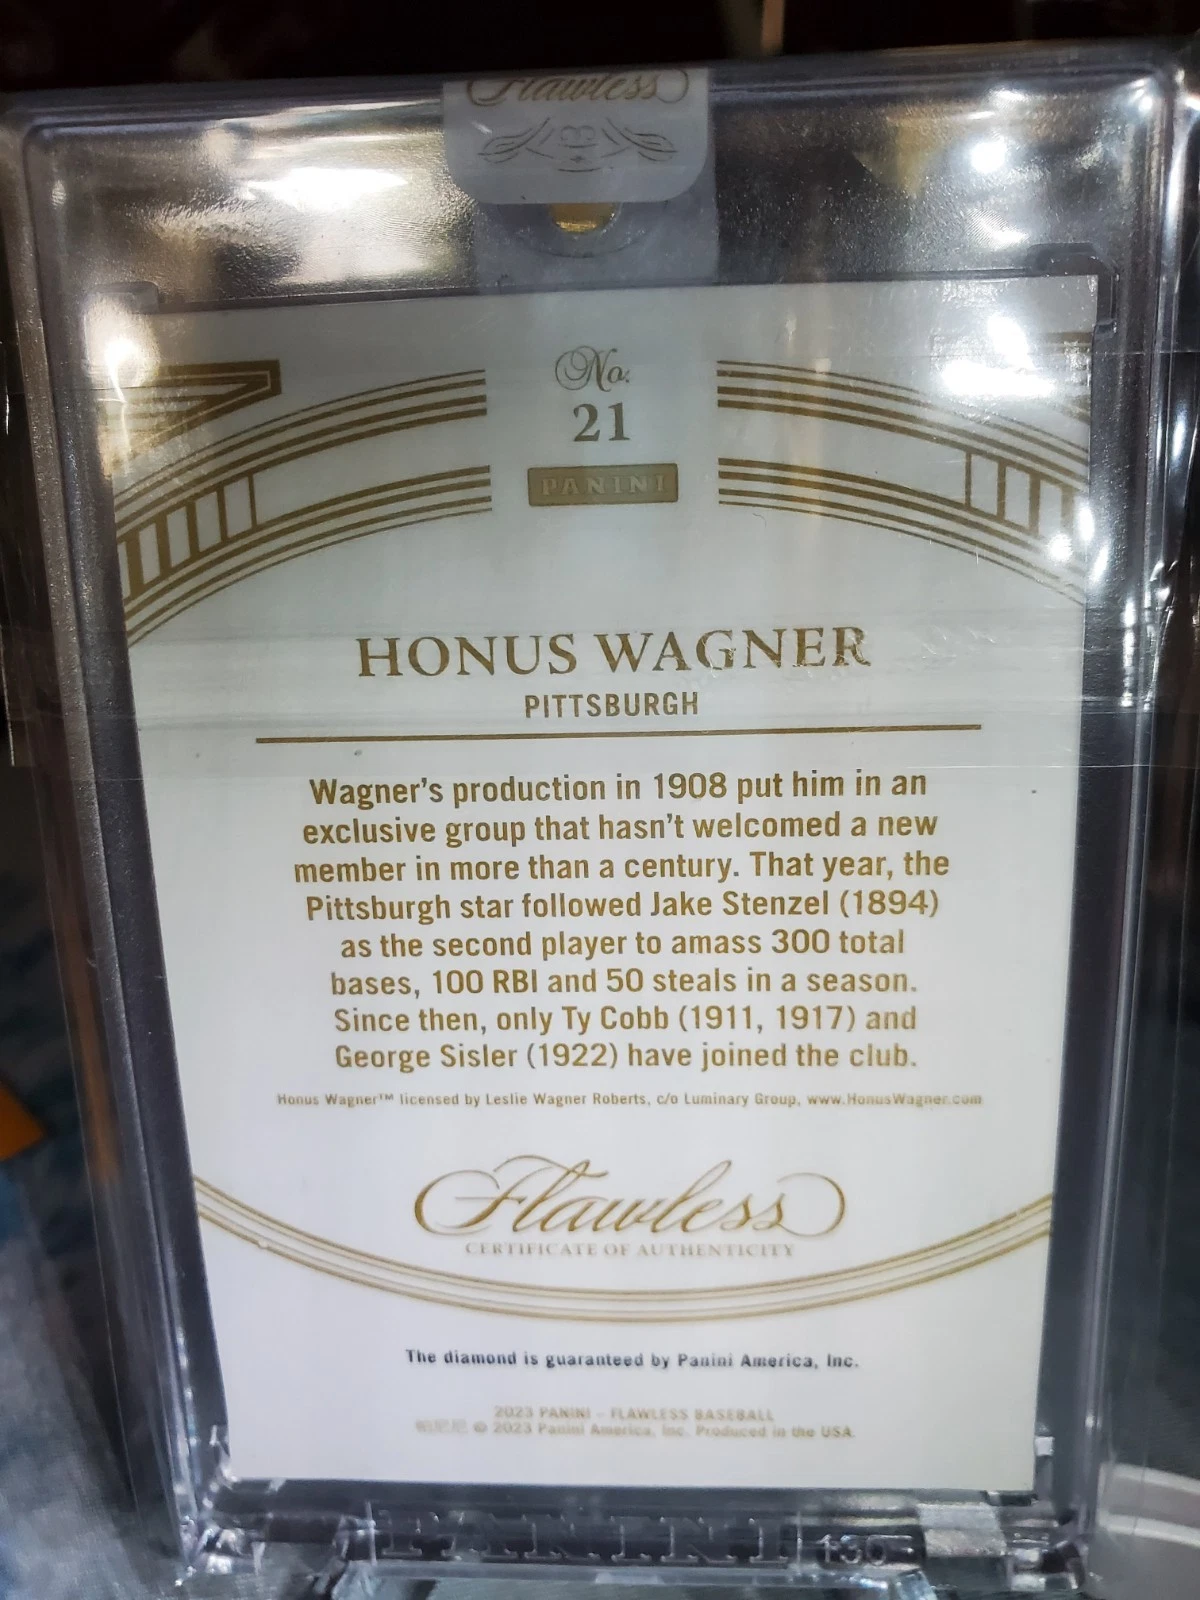 Flawless
No.
21
PANINI
HONUS WAGNER
PITTSBURGH
Wagner's production in 1908 put him in an
exclusive group that hasn't welcomed a new
member in more than a century. That year, the
Pittsburgh star followed Jake Stenzel (1894)
as the second player to amass 300 total
bases, 100 RBI and 50 steals in a season.
Since then, only Ty Cobb (1911, 1917) and
George Sisler (1922) have joined the club.
Honus Wagner™ licensed by Leslie Wagner Roberts, c/o Luminary Group, www.HonusWagner.com
Flawless
CERTIFICATE OF AUTHENTICITY
The diamond is guaranteed by Panini America, Inc.
2023 PANINI – FLAWLESS BASEBALL
帕尼尼 © 2023 Panini America, Inc. Produced in the USA.
PANINI 130